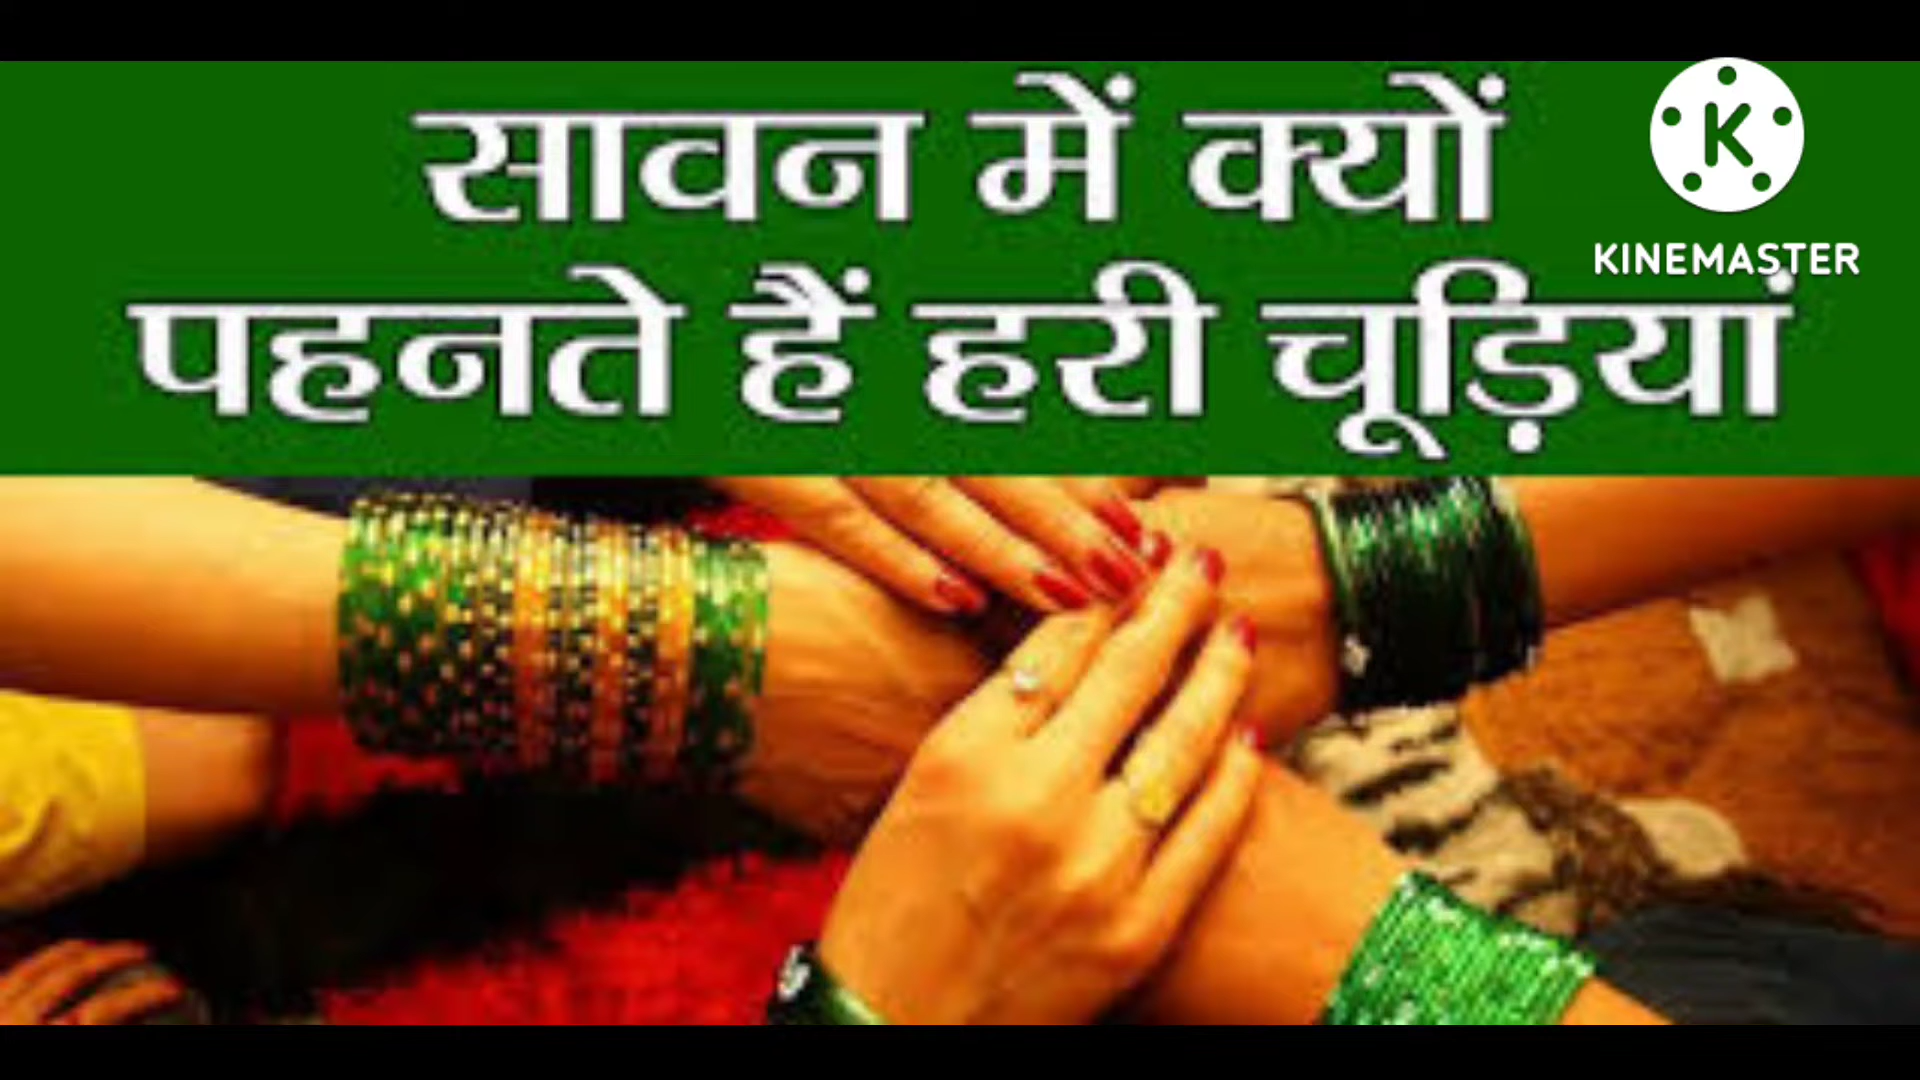 सावन में क्यों
पहनते हैं हरी चूड़ियां
K
KINEMASTER